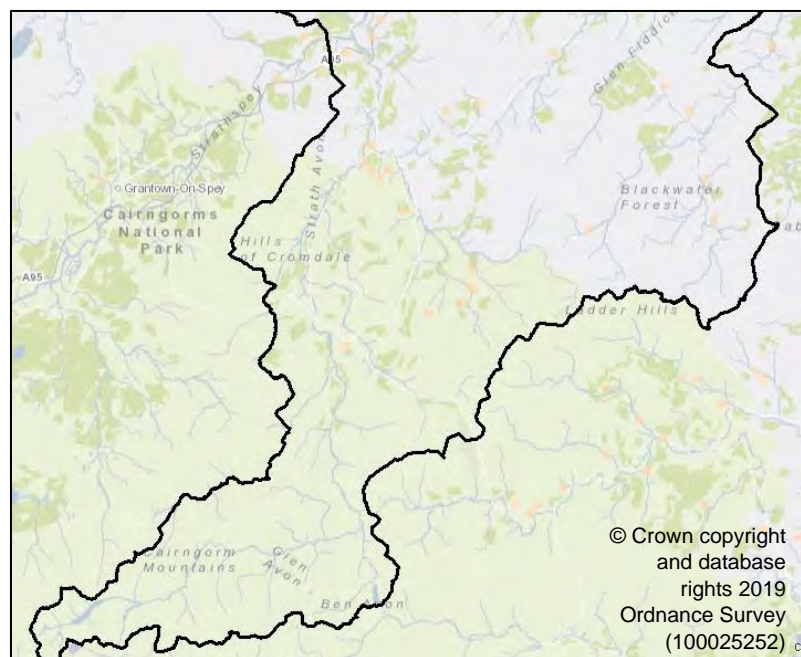 Glen Fiddich
A95
Strathspey
Strath Avon
Grantown-On-Spey
Blackwater
Forest
Cairngorms
National
Park
Hills
of Cromdale
A95
Ladder Hills
© Crown copyright
and database
rights 2019
Ordnance Survey
(100025252)
Cairngorm
Mountains
Glen
Avon
Ben Avon